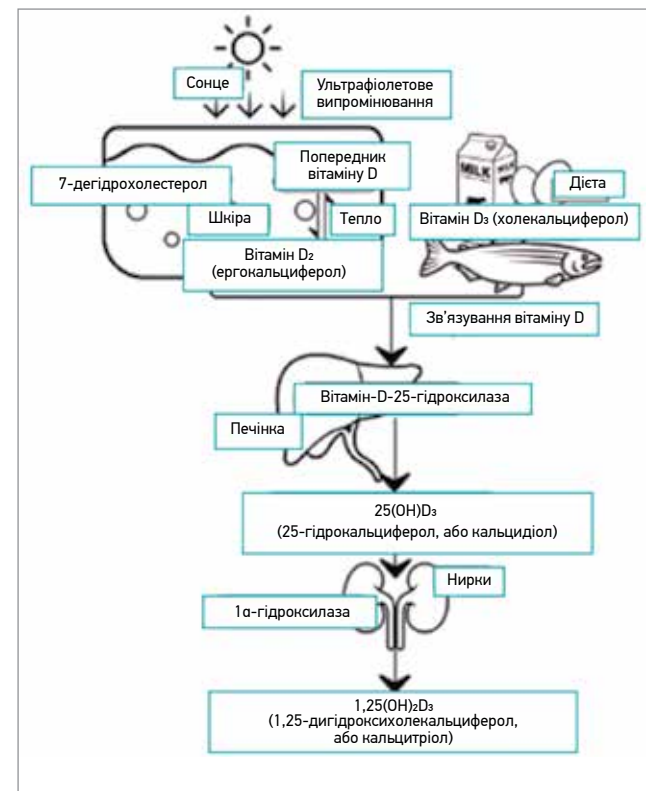 Сонце
Ультрафіолетове
випромінювання
7-дегідрохолестерол
Попередник
вітаміну D
Шкіра
Тепло
Вітамін D₂
(ергокальциферол)
MILK
MILK
Дієта
Вітамін D₃ (холекальциферол)
Зв’язування вітаміну D
Вітамін-D-25-гідроксилаза
Печінка
25(OH)D₃
(25-гідрокальциферол, або кальцидіол)
Нирки
1α-гідроксилаза
1,25(OH)₂D₃
(1,25-дигідроксихолекальциферол,
або кальцитріол)